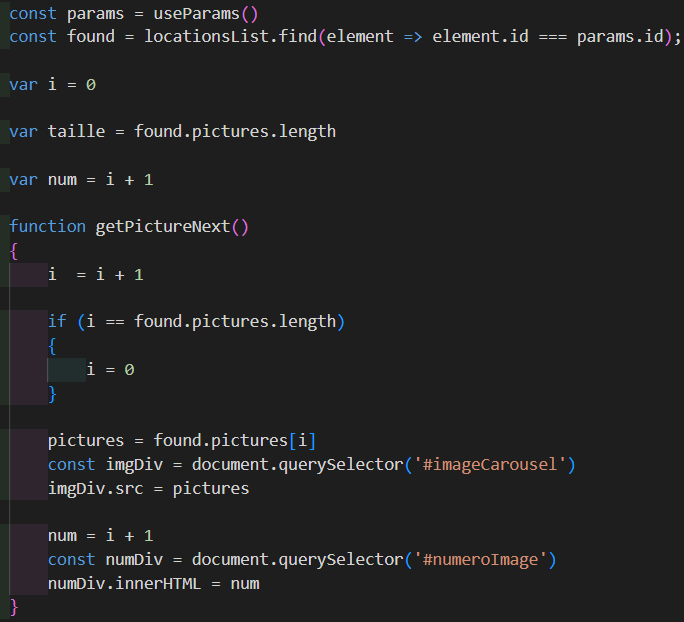 const params = useParams()
const found = locationsList.find(element => element.id === params.id);
var i = 0
var taille = found.pictures.length
var num = i + 1
function getPictureNext()
{
i  = i + 1
if (i == found.pictures.length)
{
i = 0
}
pictures = found.pictures[i]
const imgDiv = document.querySelector('#imageCarousel')
imgDiv.src = pictures
num = i + 1
const numDiv = document.querySelector('#numeroImage')
numDiv.innerHTML = num
}